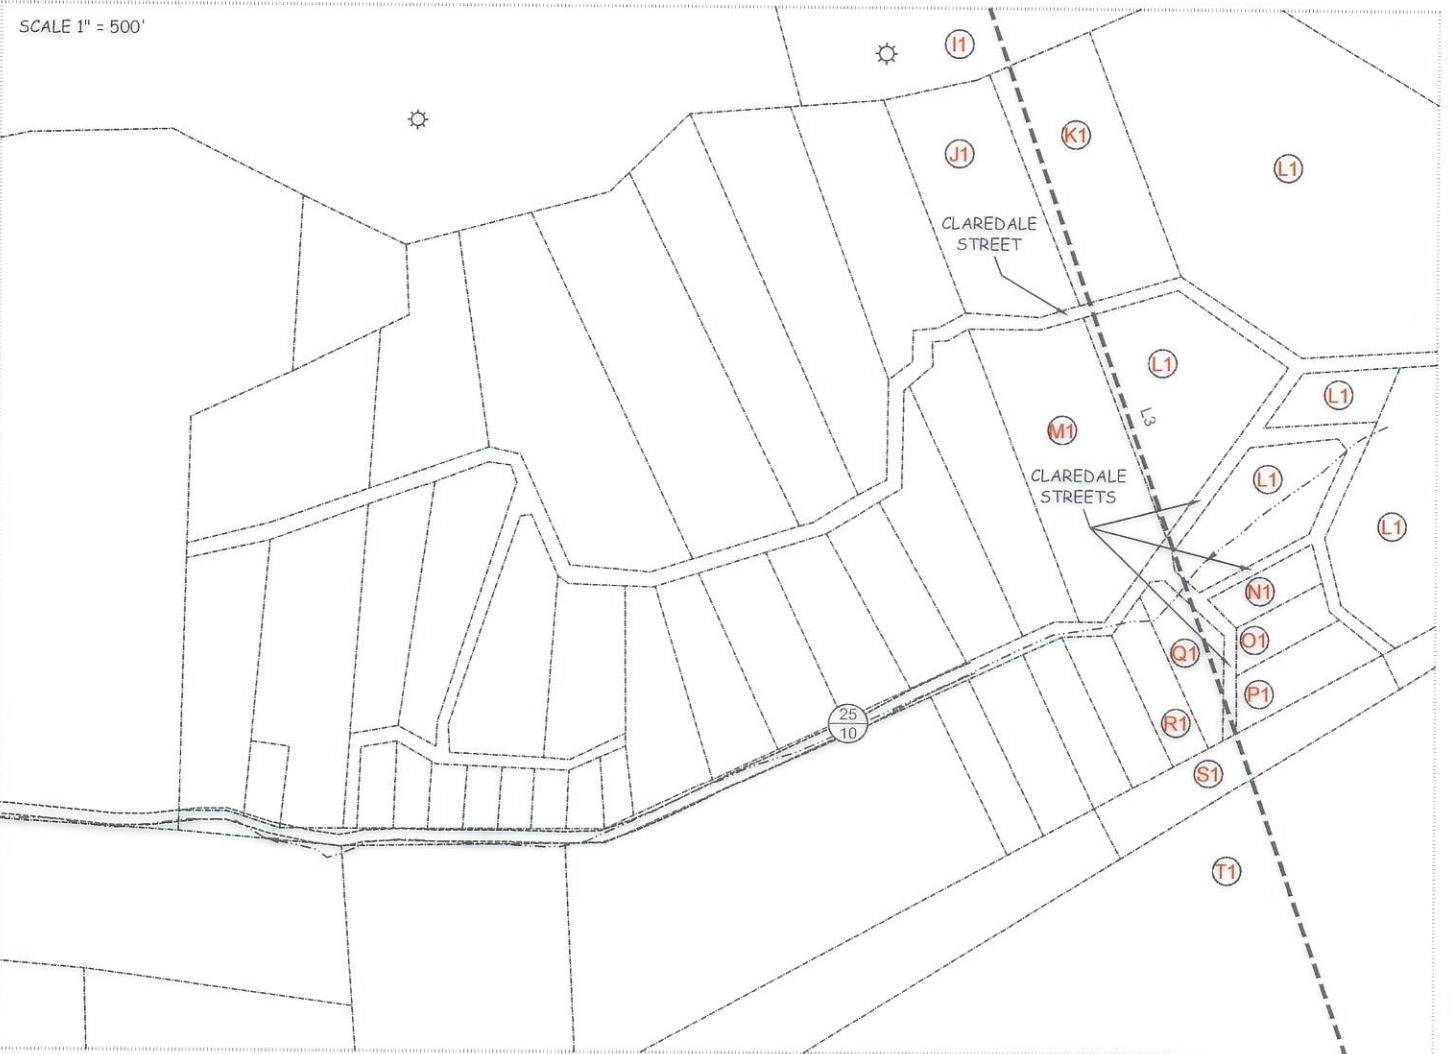 SCALE 1" = 500'
I1
K1
J1
L1
CLAREDALE
STREET
L1
L1
L3
M1
CLAREDALE
STREETS
L1
L1
N1
O1
Q1
P1
25
10
R1
S1
T1